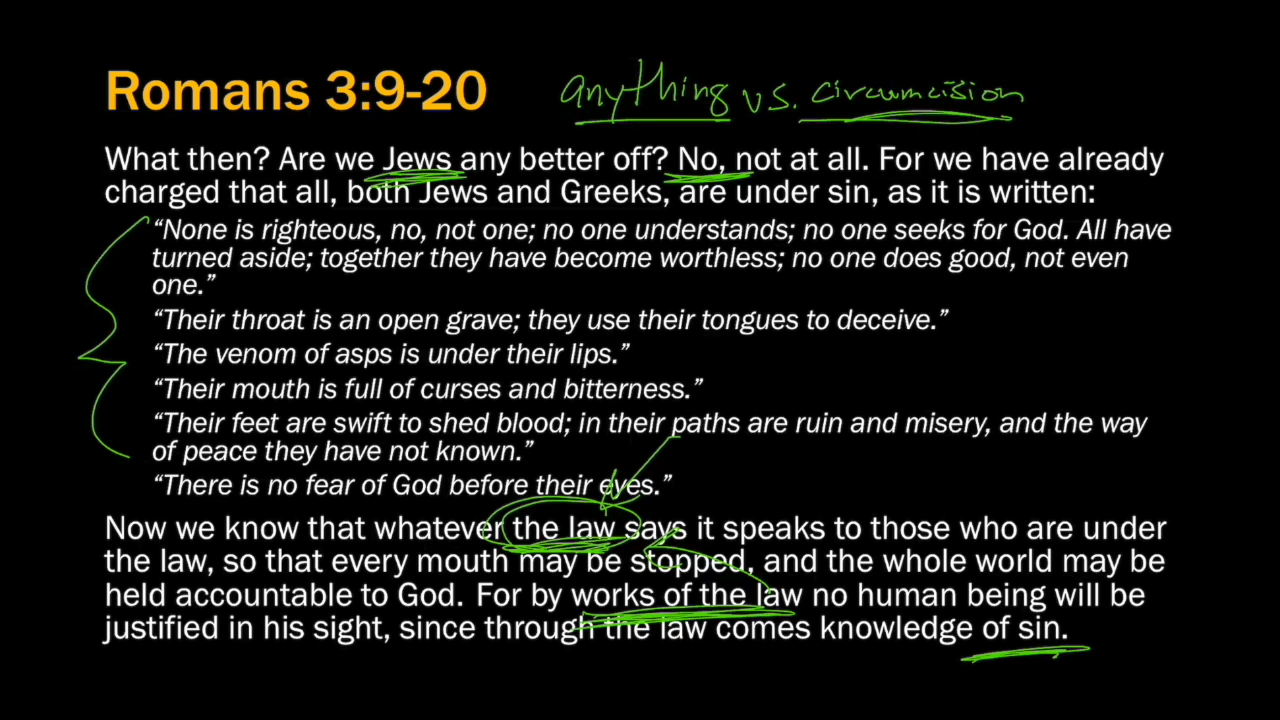 Romans 3:9-20 anything vs. circumcision
What then? Are we Jews any better off? No, not at all. For we have already
charged that all, both Jews and Greeks, are under sin, as it is written:
“None is righteous, no, not one; no one understands; no one seeks for God. All have
turned aside; together they have become worthless; no one does good, not even
one.”
“Their throat is an open grave; they use their tongues to deceive.”
“The venom of asps is under their lips.”
“Their mouth is full of curses and bitterness.”
“Their feet are swift to shed blood; in their paths are ruin and misery, and the way
of peace they have not known.”
“There is no fear of God before their eyes.”
Now we know that whatever the law says it speaks to those who are under
the law, so that every mouth may be stopped, and the whole world may be
held accountable to God. For by works of the law no human being will be
justified in his sight, since through the law comes knowledge of sin.